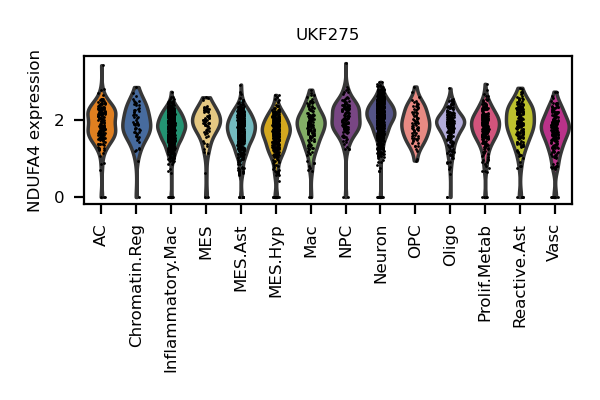 UKF275
NDUFA4 expression
2
0
AC
Chromatin.Reg
Inflammatory.Mac
MES
MES.Ast
MES.Hyp
Mac
NPC
Neuron
OPC
Oligo
Prolif.Metab
Reactive.Ast
Vasc